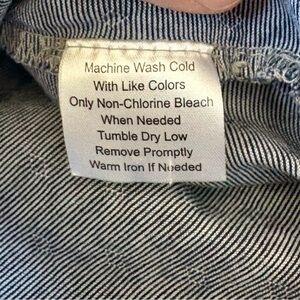 Machine Wash Cold
With Like Colors
Only Non-Chlorine Bleach
When Needed
Tumble Dry Low
Remove Promptly
Warm Iron If Needed